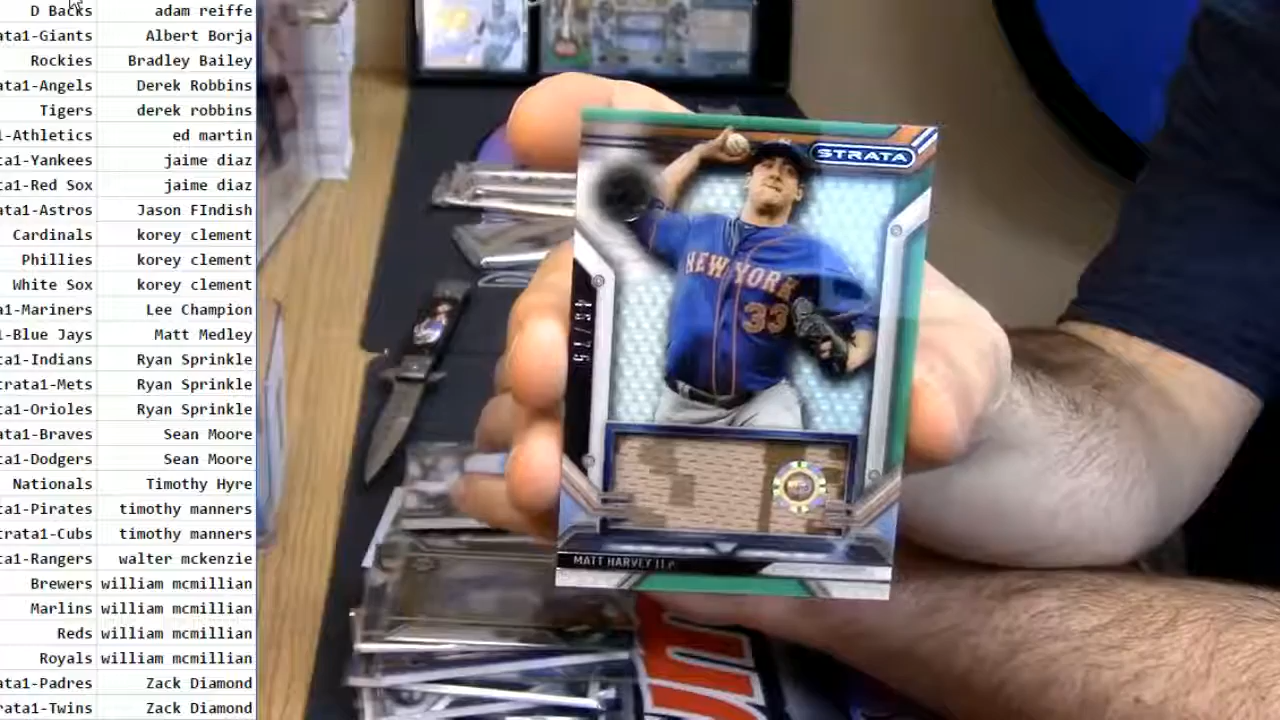 D Backs adam reiffe
ata1-Giants Albert Borja
Rockies Bradley Bailey
ata1-Angels Derek Robbins
Tigers derek robbins
1-Athletics ed martin
ta1-Yankees jaime diaz
ta1-Red Sox jaime diaz
ata1-Astros Jason FIndish
Cardinals korey clement
Phillies korey clement
White Sox korey clement
a1-Mariners Lee Champion
1-Blue Jays Matt Medley
ta1-Indians Ryan Sprinkle
trata1-Mets Ryan Sprinkle
ta1-Orioles Ryan Sprinkle
ata1-Braves Sean Moore
ta1-Dodgers Sean Moore
Nationals Timothy Hyre
a1-Pirates timothy manners
trata1-Cubs timothy manners
ta1-Rangers walter mckenzie
Brewers william mcmillian
Marlins william mcmillian
Reds william mcmillian
Royals william mcmillian
ata1-Padres Zack Diamond
rata1-Twins Zack Diamond
STRATA
NEW YORK
33
MATT HARVEY